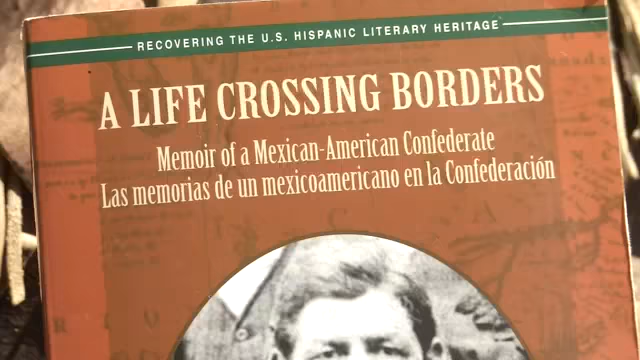 RECOVERING THE U.S. HISPANIC LITERARY HERITAGE
A LIFE CROSSING BORDERS
Memoir of a Mexican-American Confederate
Las memorias de un mexicoamericano en la Confederación